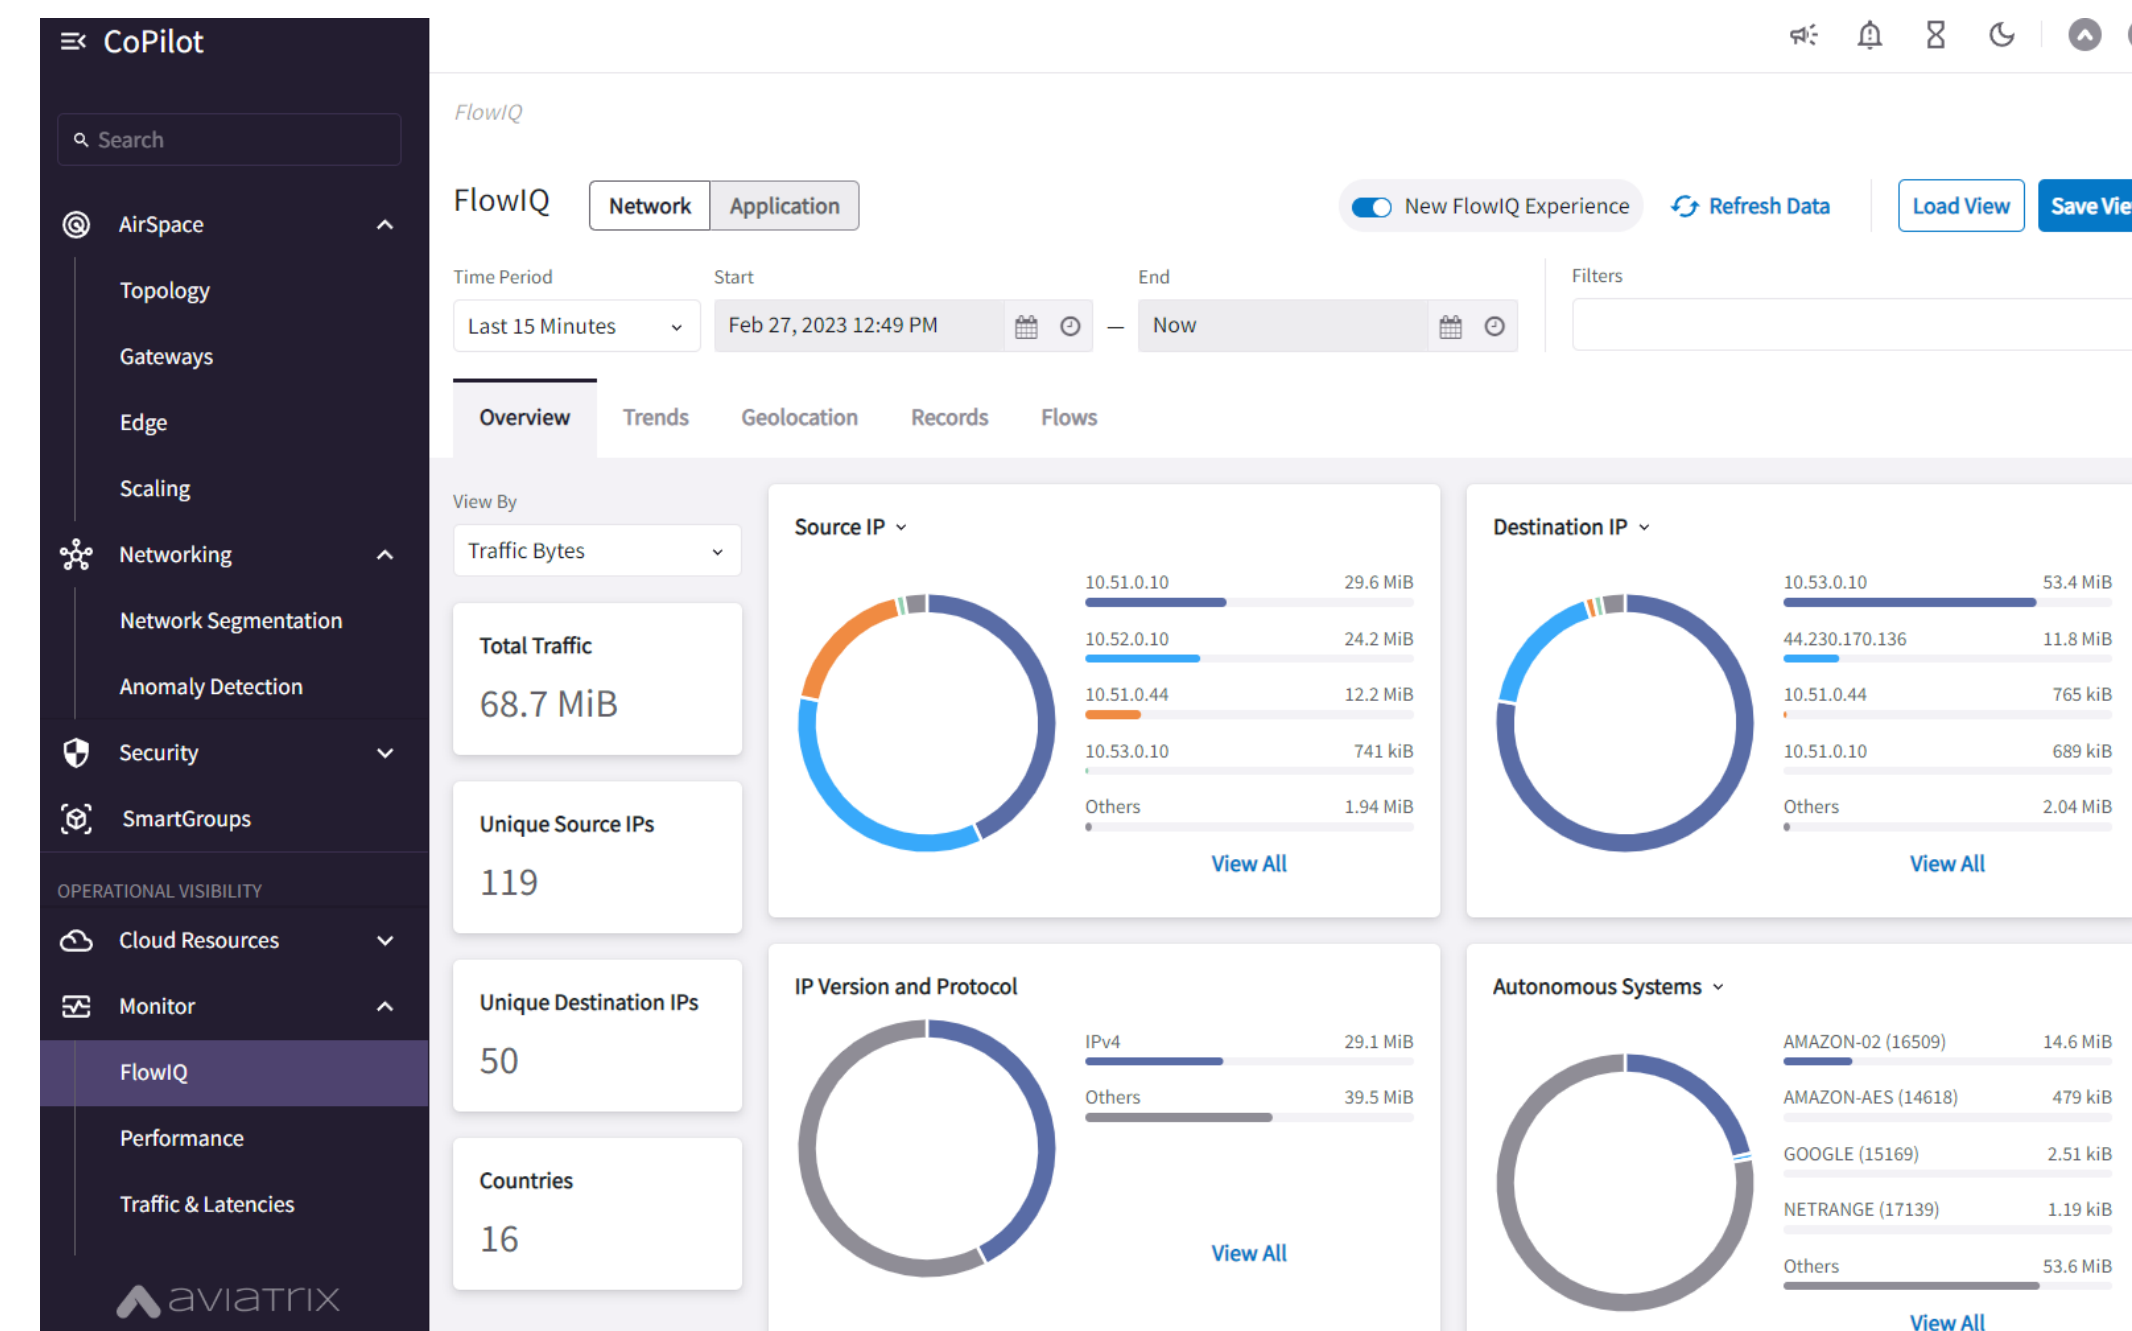 CoPilot
Search
AirSpace
Topology
Gateways
Edge
Scaling
Networking
Network Segmentation
Anomaly Detection
Security
SmartGroups
OPERATIONAL VISIBILITY
Cloud Resources
Monitor
FlowIQ
Performance
Traffic & Latencies
aviatrix
FlowIQ
FlowIQ
Network Application
New FlowIQ Experience
Refresh Data
Load View
Save Vie
Time Period
Last 15 Minutes
Start
Feb 27, 2023 12:49 PM
–
End
Now
Filters
Overview Trends Geolocation Records Flows
View By
Traffic Bytes
Total Traffic
68.7 MiB
Unique Source IPs
119
Unique Destination IPs
50
Countries
16
Source IP
10.51.0.10 29.6 MiB
10.52.0.10 24.2 MiB
10.51.0.44 12.2 MiB
10.53.0.10 741 kiB
Others 1.94 MiB
View All
Destination IP
10.53.0.10 53.4 MiB
44.230.170.136 11.8 MiB
10.51.0.44 765 kiB
10.51.0.10 689 kiB
Others 2.04 MiB
View All
IP Version and Protocol
IPv4 29.1 MiB
Others 39.5 MiB
View All
Autonomous Systems
AMAZON-02 (16509) 14.6 MiB
AMAZON-AES (14618) 479 kiB
GOOGLE (15169) 2.51 kiB
NETRANGE (17139) 1.19 kiB
Others 53.6 MiB
View All